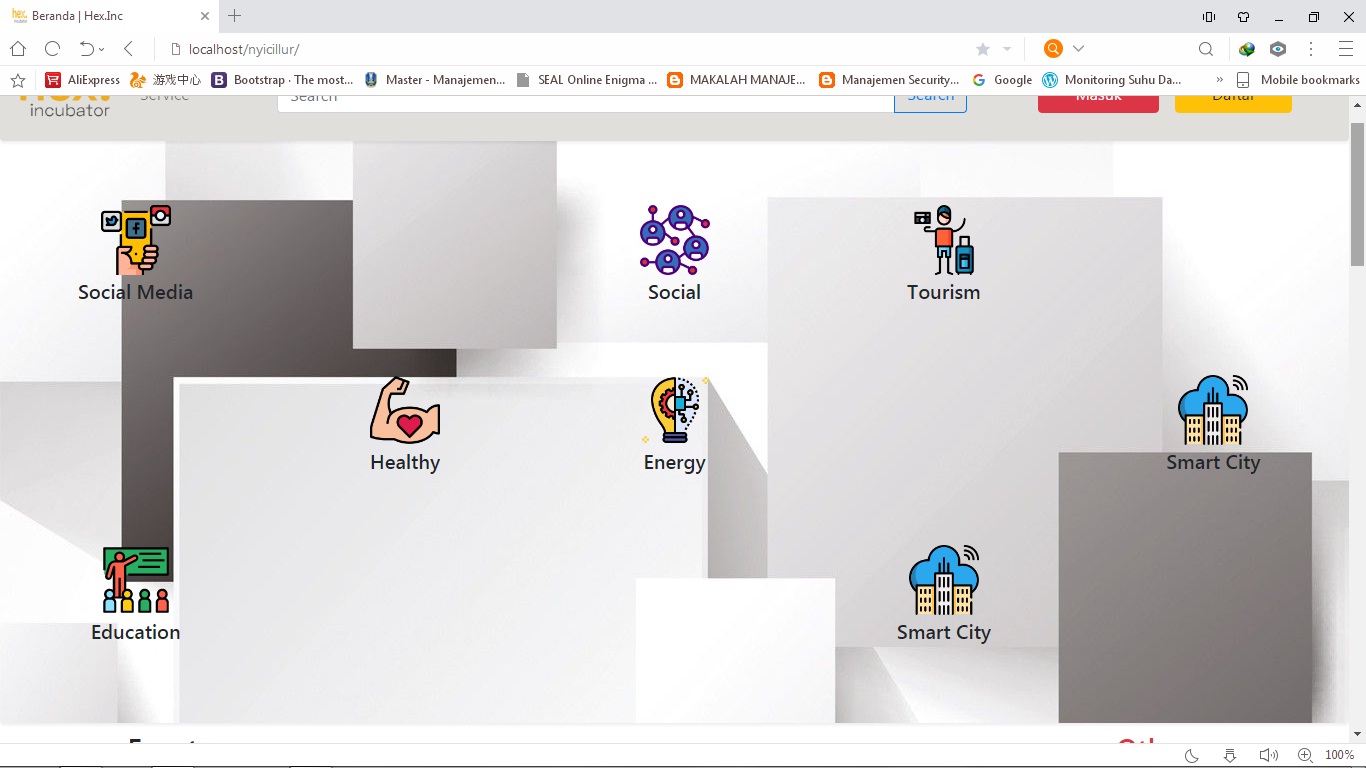 Beranda | Hex.Inc
localhost/nyicillur/
AliExpress
游戏中心
Bootstrap · The most...
Master - Manajemen...
SEAL Online Enigma ...
MAKALAH MANAJE...
Manajemen Security...
Google
Monitoring Suhu Da...
»
Mobile bookmarks
hex.
incubator
Service
Search
Search
Masuk
Daftar
Social Media
Social
Tourism
Healthy
Energy
Smart City
Education
Smart City
100%